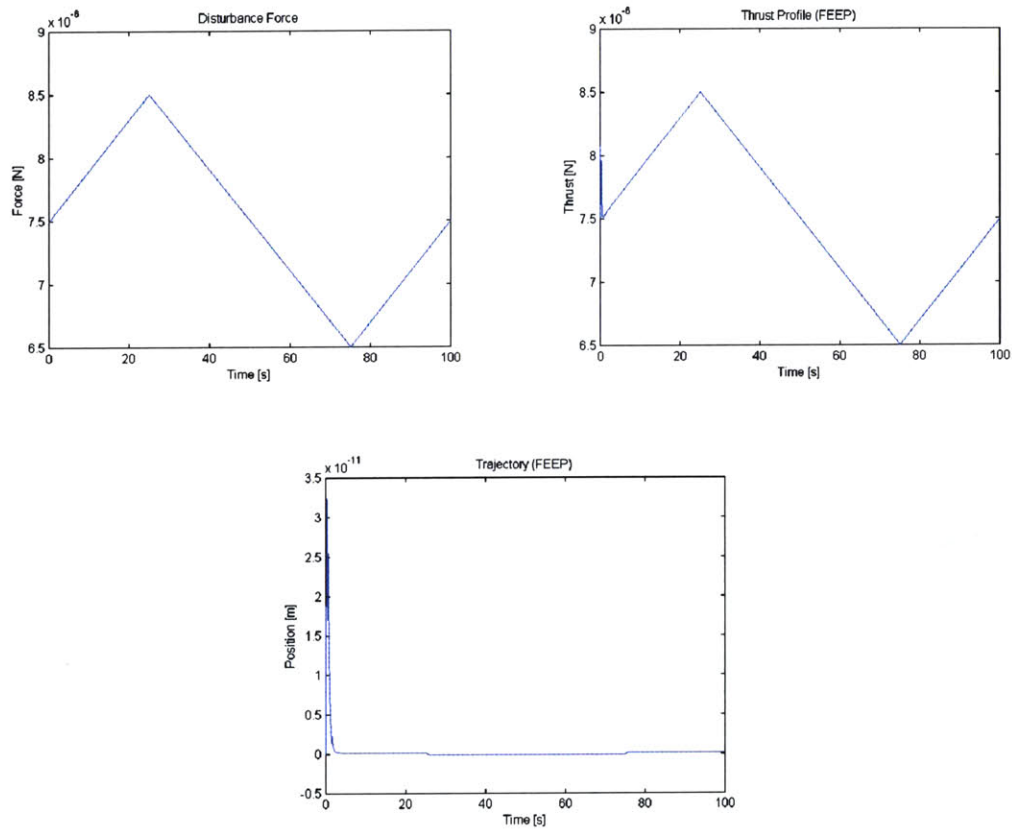 x 10^-6
Disturbance Force
9
8.5
8
7.5
7
6.5
Force [N]
0 20 40 60 80 100
Time [s]
x 10^-6
Thrust Profile (FEEP)
9
8.5
8
7.5
7
6.5
Thrust [N]
0 20 40 60 80 100
Time [s]
x 10^-11
Trajectory (FEEP)
3.5
3
2.5
2
1.5
1
0.5
0
-0.5
Position [m]
0 20 40 60 80 100
Time [s]